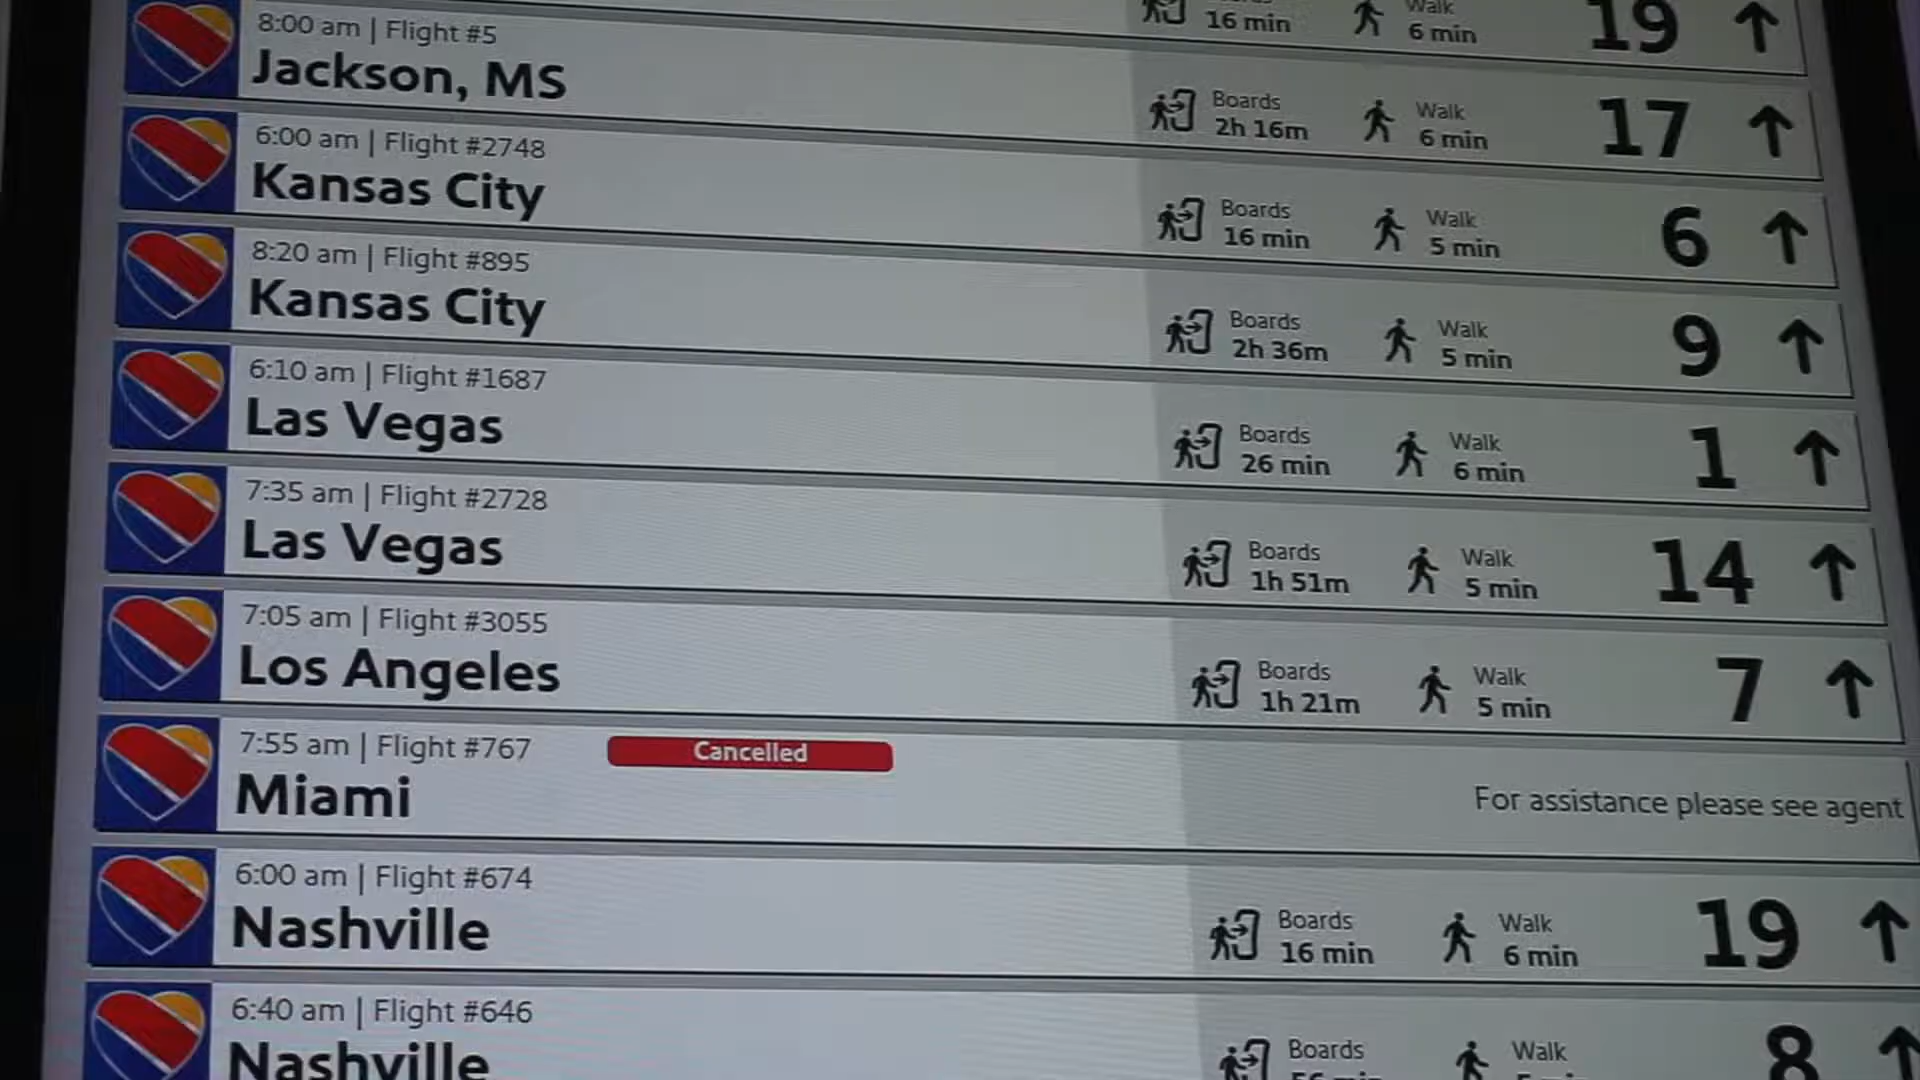 16 min Walk 6 min 19
8:00 am | Flight #5
Jackson, MS
Boards 2h 16m Walk 6 min 17
6:00 am | Flight #2748
Kansas City
Boards 16 min Walk 5 min 6
8:20 am | Flight #895
Kansas City
Boards 2h 36m Walk 5 min 9
6:10 am | Flight #1687
Las Vegas
Boards 26 min Walk 6 min 1
7:35 am | Flight #2728
Las Vegas
Boards 1h 51m Walk 5 min 14
7:05 am | Flight #3055
Los Angeles
Boards 1h 21m Walk 5 min 7
7:55 am | Flight #767 Cancelled
Miami
For assistance please see agent
6:00 am | Flight #674
Nashville
Boards 16 min Walk 6 min 19
6:40 am | Flight #646
Nashville
Boards Walk 8